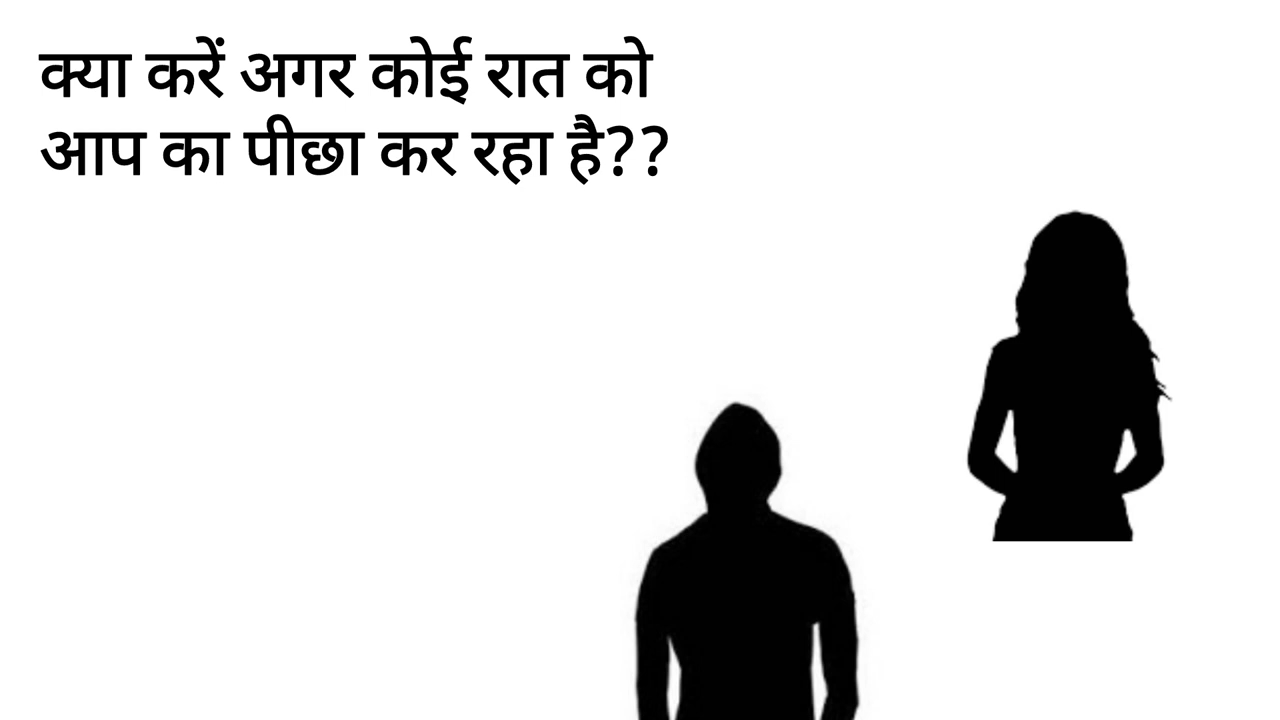 क्या करें अगर कोई रात को
आप का पीछा कर रहा है??